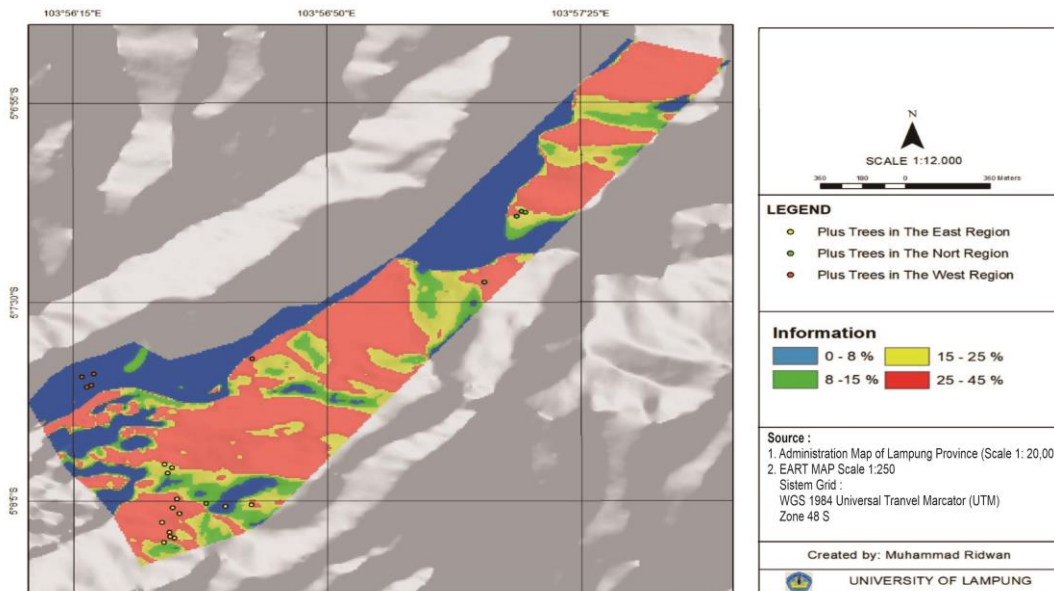 103°56'15"E 103°56'50"E 103°57'25"E
5°6'55"S
5°7'30"S
5°8'5"S
N
SCALE 1:12.000
360 180 0 360 Meters
LEGEND
Plus Trees in The East Region
Plus Trees in The Nort Region
Plus Trees in The West Region
Information
0 - 8 % 15 - 25 %
8 -15 % 25 - 45 %
Source :
1. Administration Map of Lampung Province (Scale 1: 20,00
2. EART MAP Scale 1:250
Sistem Grid :
WGS 1984 Universal Tranvel Marcator (UTM)
Zone 48 S
Created by: Muhammad Ridwan
UNIVERSITY OF LAMPUNG